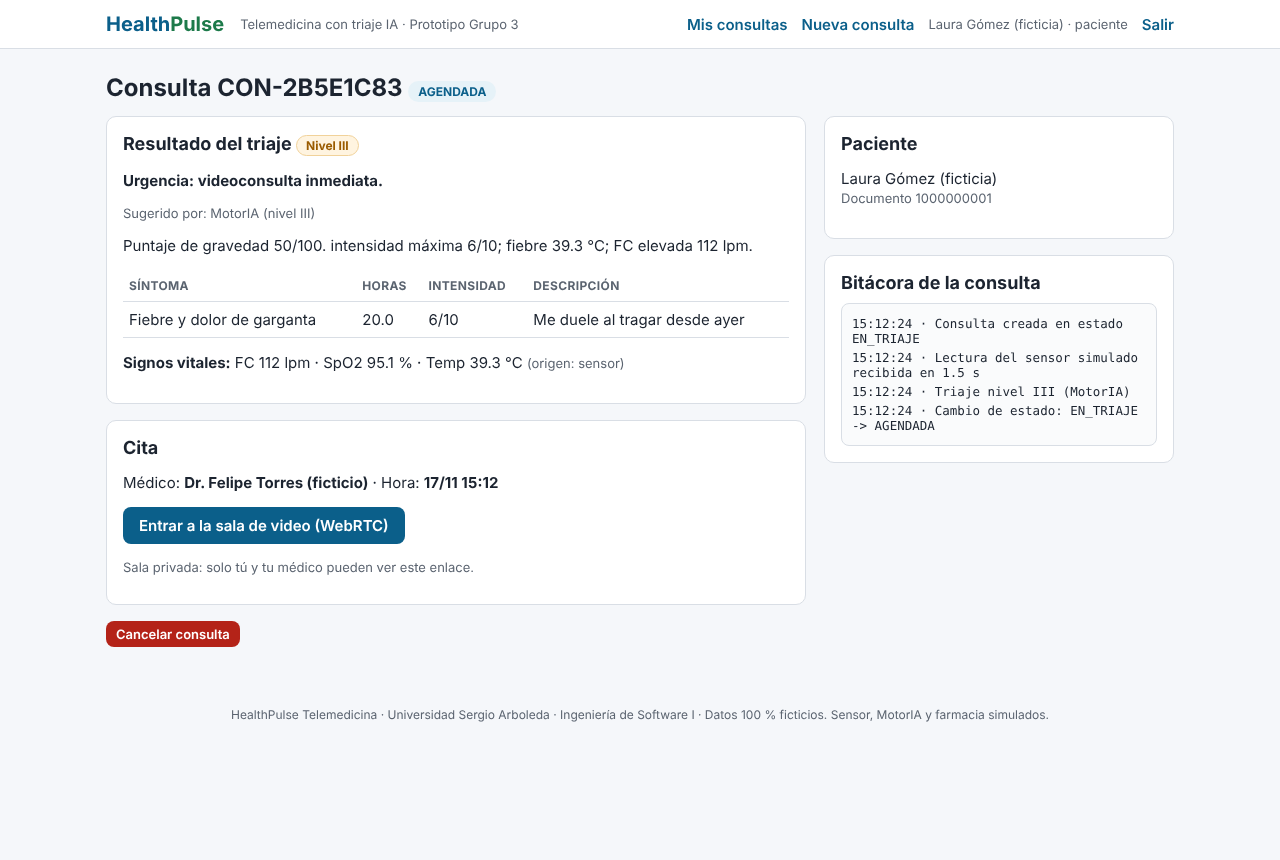 HealthPulse Telemedicina con triaje IA · Prototipo Grupo 3 Mis consultas Nueva consulta Laura Gómez (ficticia) · paciente Salir
Consulta CON-2B5E1C83 AGENDADA
Resultado del triaje Nivel III
Urgencia: videoconsulta inmediata.
Sugerido por: MotorIA (nivel III)
Puntaje de gravedad 50/100. intensidad máxima 6/10; fiebre 39.3 °C; FC elevada 112 lpm.
SÍNTOMA HORAS INTENSIDAD DESCRIPCIÓN
Fiebre y dolor de garganta 20.0 6/10 Me duele al tragar desde ayer
Signos vitales: FC 112 lpm · SpO2 95.1 % · Temp 39.3 °C (origen: sensor)
Cita
Médico: Dr. Felipe Torres (ficticio) · Hora: 17/11 15:12
Entrar a la sala de video (WebRTC)
Sala privada: solo tú y tu médico pueden ver este enlace.
Cancelar consulta
Paciente
Laura Gómez (ficticia)
Documento 1000000001
Bitácora de la consulta
15:12:24 · Consulta creada en estado
EN_TRIAJE
15:12:24 · Lectura del sensor simulado
recibida en 1.5 s
15:12:24 · Triaje nivel III (MotorIA)
15:12:24 · Cambio de estado: EN_TRIAJE
-> AGENDADA
HealthPulse Telemedicina · Universidad Sergio Arboleda · Ingeniería de Software I · Datos 100 % ficticios. Sensor, MotorIA y farmacia simulados.